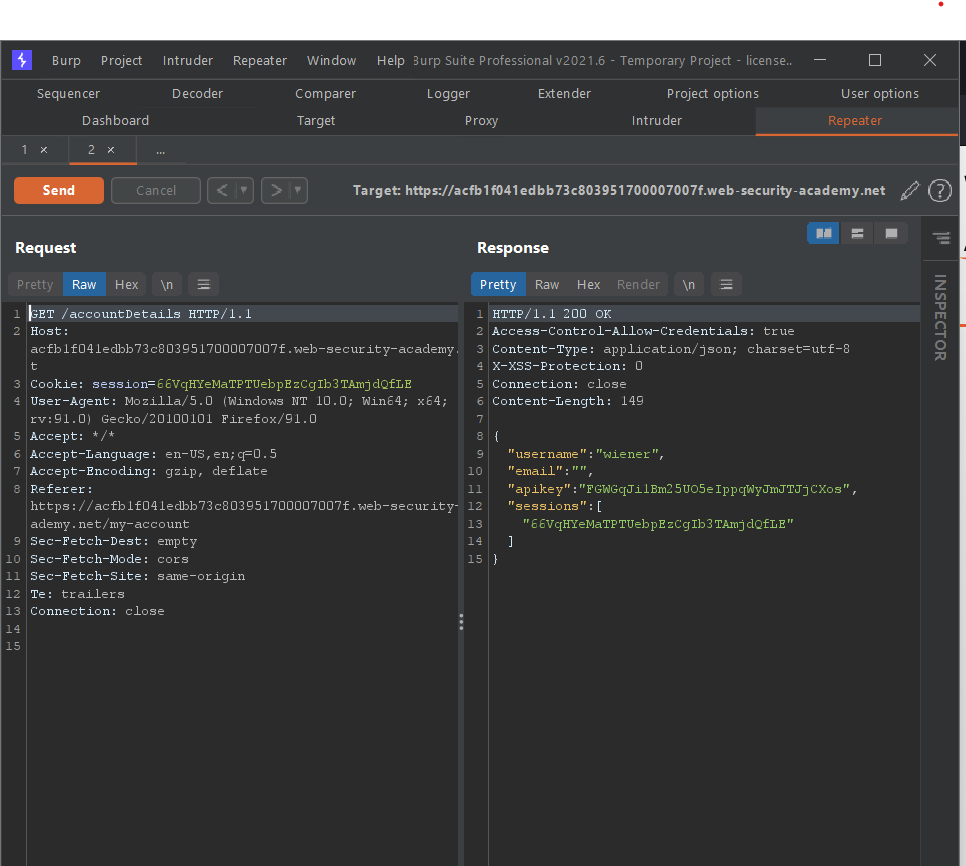 Burp Project Intruder Repeater Window Help Burp Suite Professional v2021.6 - Temporary Project - license..
Sequencer Decoder Comparer Logger Extender Project options User options
Dashboard Target Proxy Intruder Repeater
1 × 2 × ...
Send Cancel < > Target: https://acfb1f041edbb73c803951700007007f.web-security-academy.net ?
Request
Pretty Raw Hex \n
1 GET /accountDetails HTTP/1.1
2 Host:
acfb1f041edbb73c803951700007007f.web-security-academy.
t
3 Cookie: session=66VqHYeMaTPTUebpEzCgIb3TAmjdQfLE
4 User-Agent: Mozilla/5.0 (Windows NT 10.0; Win64; x64;
rv:91.0) Gecko/20100101 Firefox/91.0
5 Accept: */*
6 Accept-Language: en-US,en;q=0.5
7 Accept-Encoding: gzip, deflate
8 Referer:
https://acfb1f041edbb73c803951700007007f.web-security-
ademy.net/my-account
9 Sec-Fetch-Dest: empty
10 Sec-Fetch-Mode: cors
11 Sec-Fetch-Site: same-origin
12 Te: trailers
13 Connection: close
14
15
Response
Pretty Raw Hex Render \n
1 HTTP/1.1 200 OK
2 Access-Control-Allow-Credentials: true
3 Content-Type: application/json; charset=utf-8
4 X-XSS-Protection: 0
5 Connection: close
6 Content-Length: 149
7
8 {
9 "username":"wiener",
10 "email":"",
11 "apikey":"FGWGqJi1Bm25UO5eIppqWyJmJTJjCXos",
12 "sessions":[
13 "66VqHYeMaTPTUebpEzCgIb3TAmjdQfLE"
14 ]
15 }
INSPECTOR